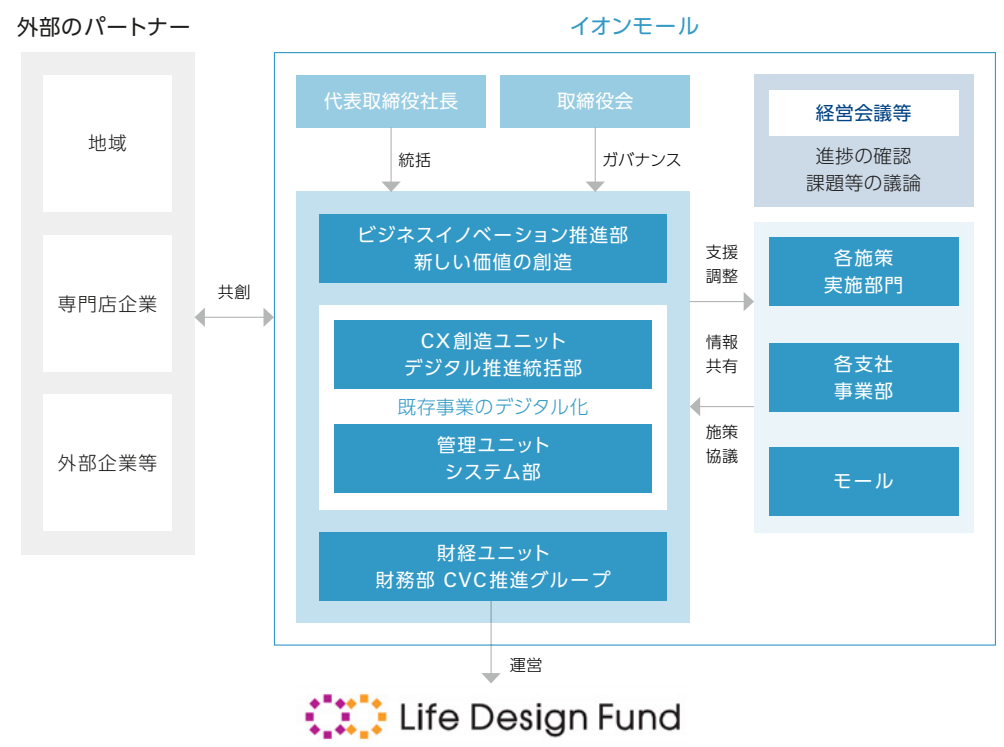 外部のパートナー
地域
専門店企業
外部企業等
共創
イオンモール
代表取締役社長
取締役会
統括
ガバナンス
ビジネスイノベーション推進部
新しい価値の創造
CX創造ユニット
デジタル推進統括部
既存事業のデジタル化
管理ユニット
システム部
財経ユニット
財務部 CVC推進グループ
支援
調整
情報
共有
施策
協議
経営会議等
進捗の確認
課題等の議論
各施策
実施部門
各支社
事業部
モール
運営
Life Design Fund